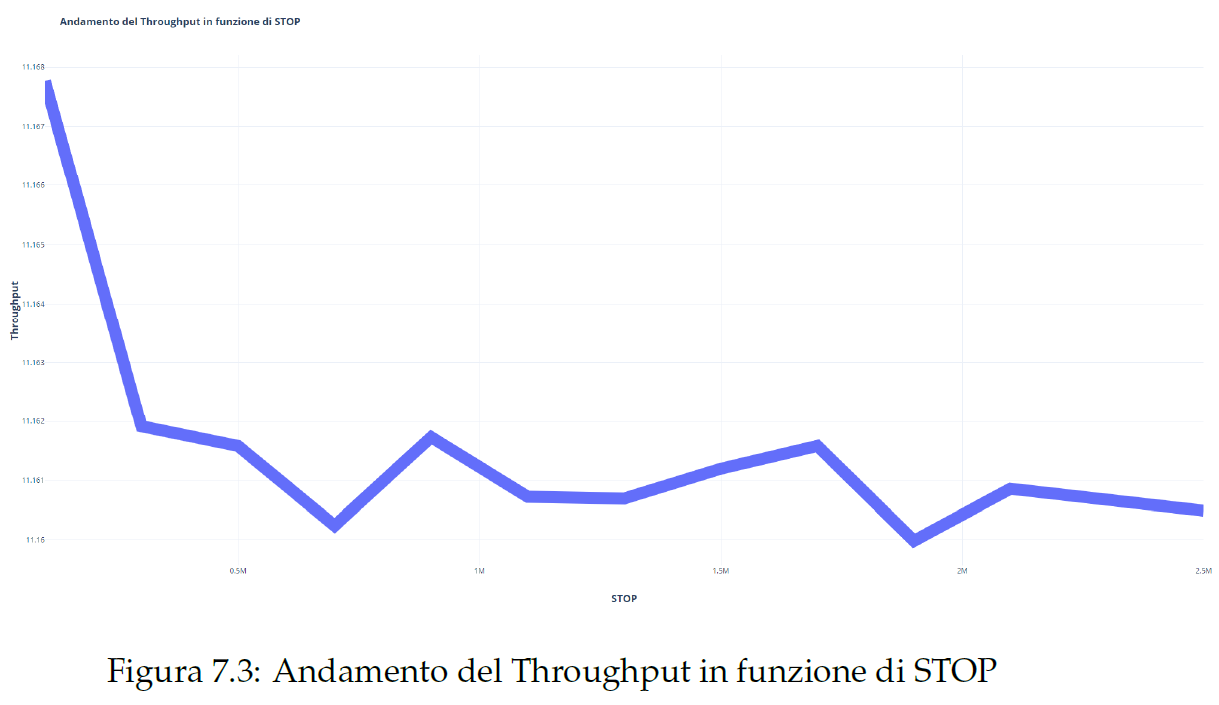 Andamento del Throughput in funzione di STOP
11.168
11.167
11.166
11.165
11.164
11.163
11.162
11.161
11.16
Throughput
0.5M
1M
1.5M
2M
2.5M
STOP
Figura 7.3: Andamento del Throughput in funzione di STOP